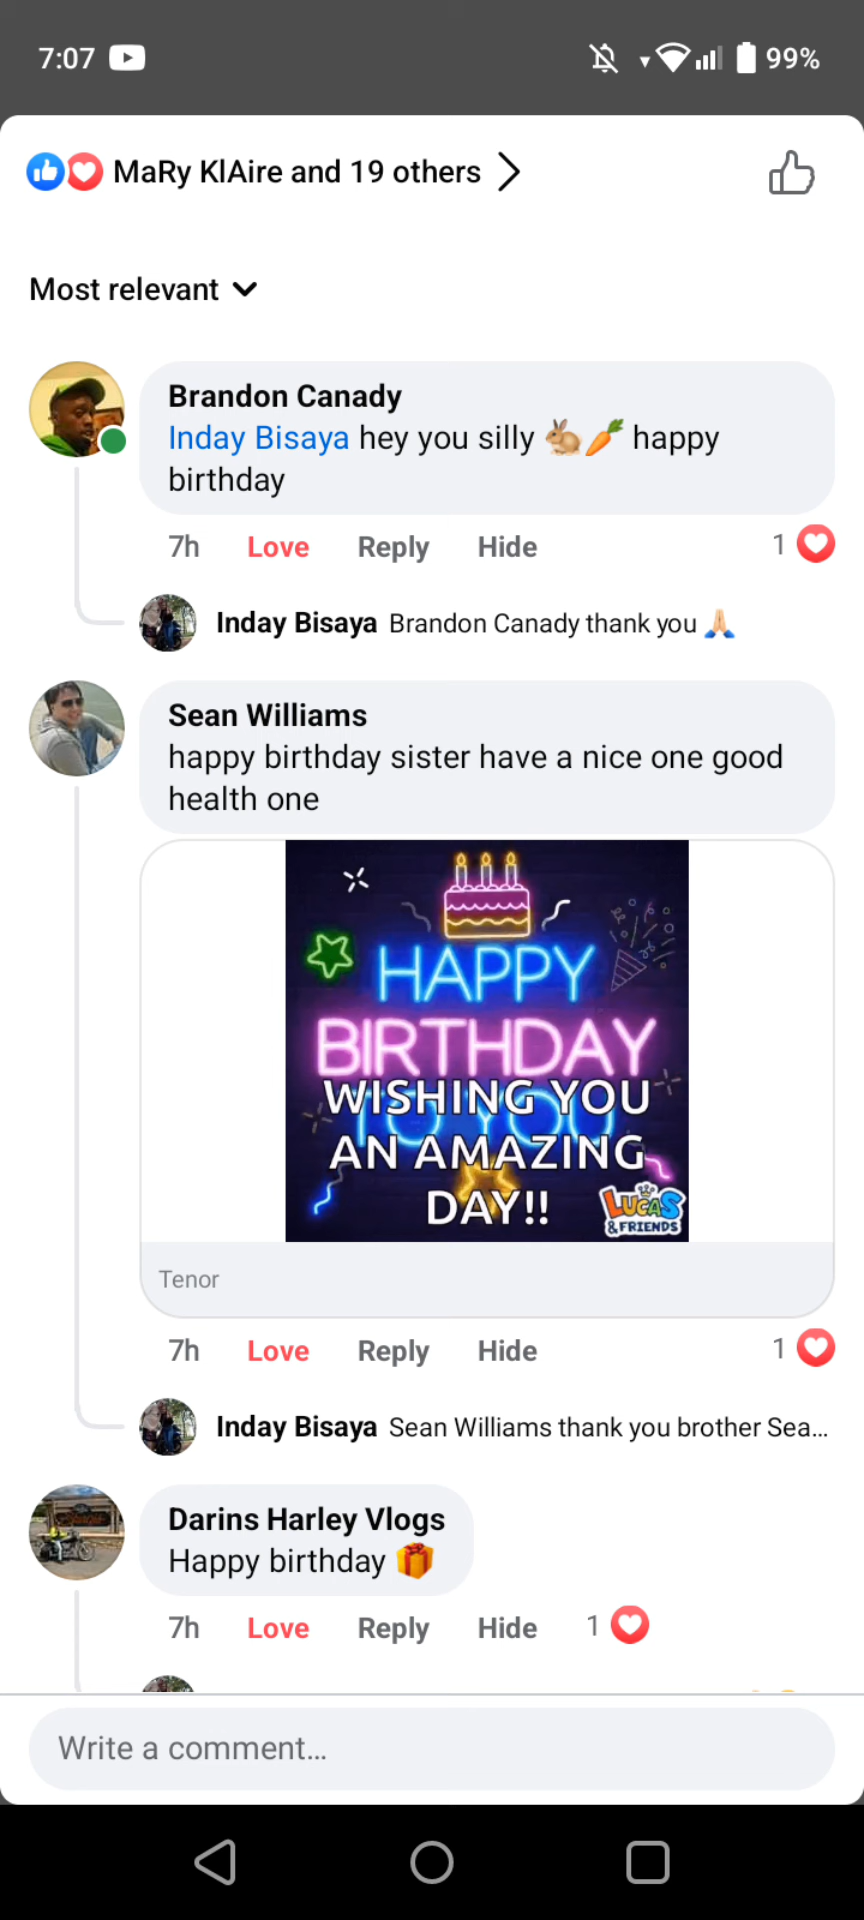 7:07
99%
MaRy KlAire and 19 others
Most relevant
Brandon Canady
Inday Bisaya hey you silly 🐇🥕 happy
birthday
7h Love Reply Hide 1
Inday Bisaya Brandon Canady thank you 🙏🏻
Sean Williams
happy birthday sister have a nice one good
health one
HAPPY
BIRTHDAY
TO YOU
WISHING YOU
AN AMAZING
DAY!!
LUCAS
& FRIENDS
Tenor
7h Love Reply Hide 1
Inday Bisaya Sean Williams thank you brother Sea...
Darins Harley Vlogs
Happy birthday 🎁
7h Love Reply Hide 1
Write a comment...